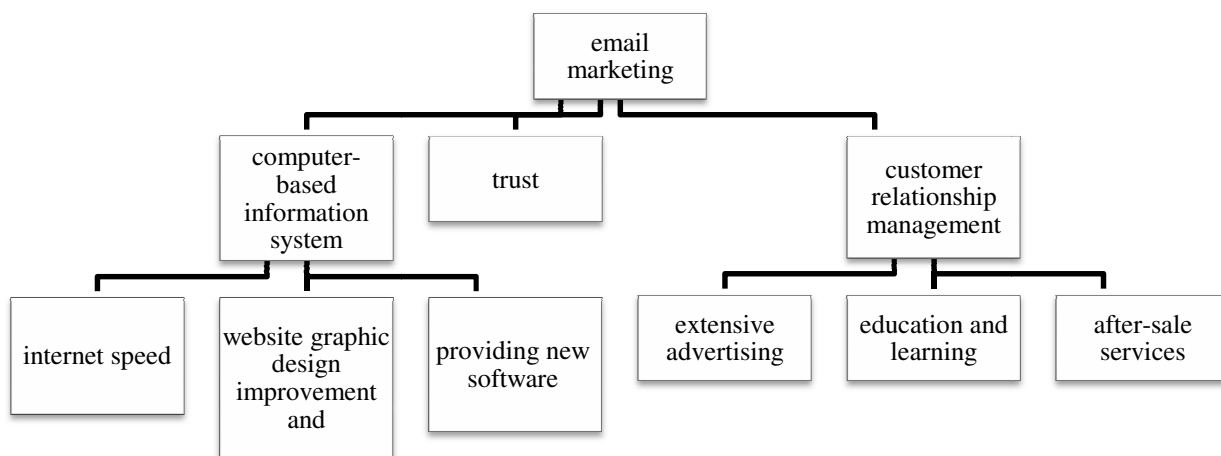 email
marketing
computer-
based
information
system
trust
customer
relationship
management
internet speed
website graphic
design
improvement
and
providing new
software
extensive
advertising
education and
learning
after-sale
services